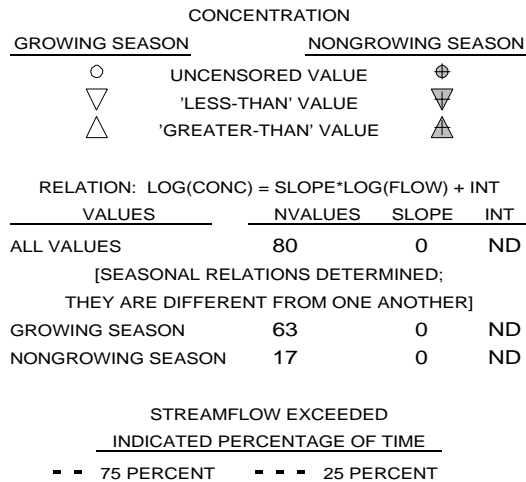 CONCENTRATION
GROWING SEASON NONGROWING SEASON
UNCENSORED VALUE
'LESS-THAN' VALUE
'GREATER-THAN' VALUE
RELATION: LOG(CONC) = SLOPE*LOG(FLOW) + INT
VALUES NVALUES SLOPE INT
ALL VALUES 80 0 ND
[SEASONAL RELATIONS DETERMINED;
THEY ARE DIFFERENT FROM ONE ANOTHER]
GROWING SEASON 63 0 ND
NONGROWING SEASON 17 0 ND
STREAMFLOW EXCEEDED
INDICATED PERCENTAGE OF TIME
75 PERCENT 25 PERCENT